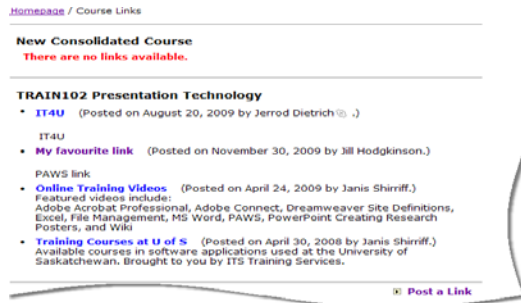 Homepage / Course Links
New Consolidated Course
There are no links available.
TRAIN102 Presentation Technology
• IT4U (Posted on August 20, 2009 by Jerrod Dietrich .)
IT4U
• My favourite link (Posted on November 30, 2009 by Jill Hodgkinson.)
PAWS link
• Online Training Videos (Posted on April 24, 2009 by Janis Shirriff.)
Featured videos include:
Adobe Acrobat Professional, Adobe Connect, Dreamweaver Site Definitions,
Excel, File Management, MS Word, PAWS, PowerPoint Creating Research
Posters, and Wiki
• Training Courses at U of S (Posted on April 30, 2008 by Janis Shirriff.)
Available courses in software applications used at the University of
Saskatchewan. Brought to you by ITS Training Services.
Post a Link